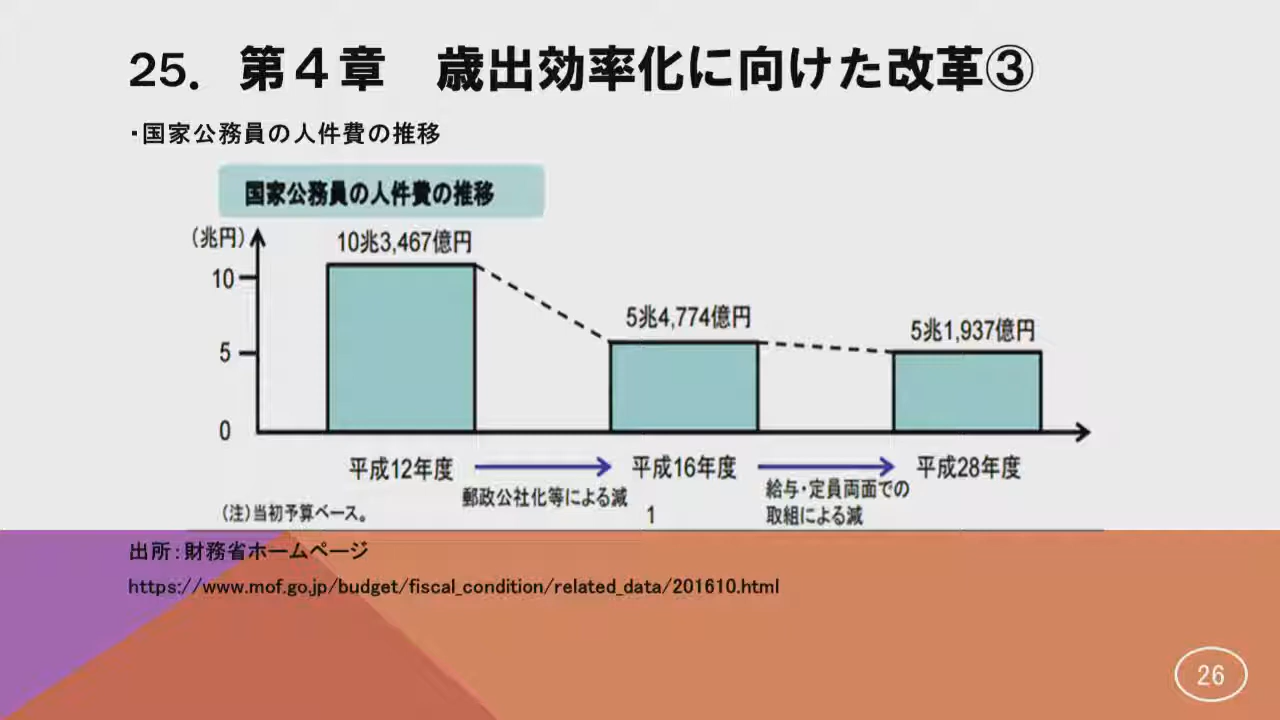 25. 第４章　歳出効率化に向けた改革③
・国家公務員の人件費の推移
国家公務員の人件費の推移
（兆円）
10兆3,467億円
10
5兆4,774億円
5兆1,937億円
5
0
平成12年度
平成16年度
平成28年度
郵政公社化等による減
給与・定員両面での
取組による減
（注）当初予算ベース。
1
出所：財務省ホームページ
https://www.mof.go.jp/budget/fiscal_condition/related_data/201610.html
26